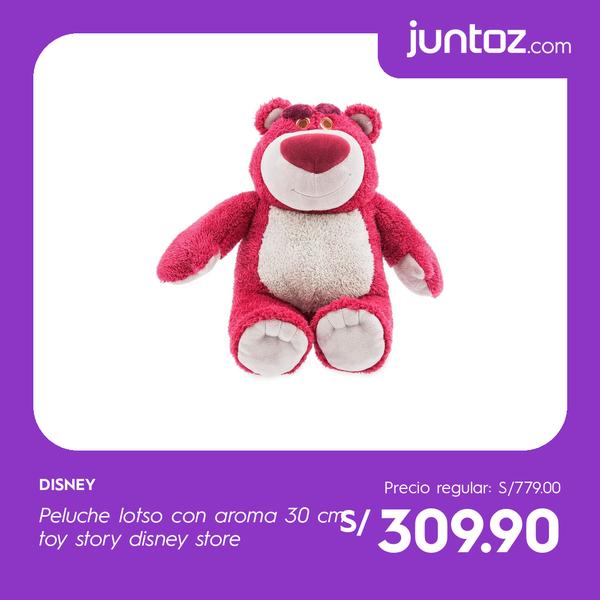 juntoz.com
DISNEY
Peluche lotso con aroma 30 cm
toy story disney store
Precio regular: S/779.00
S/ 309.90